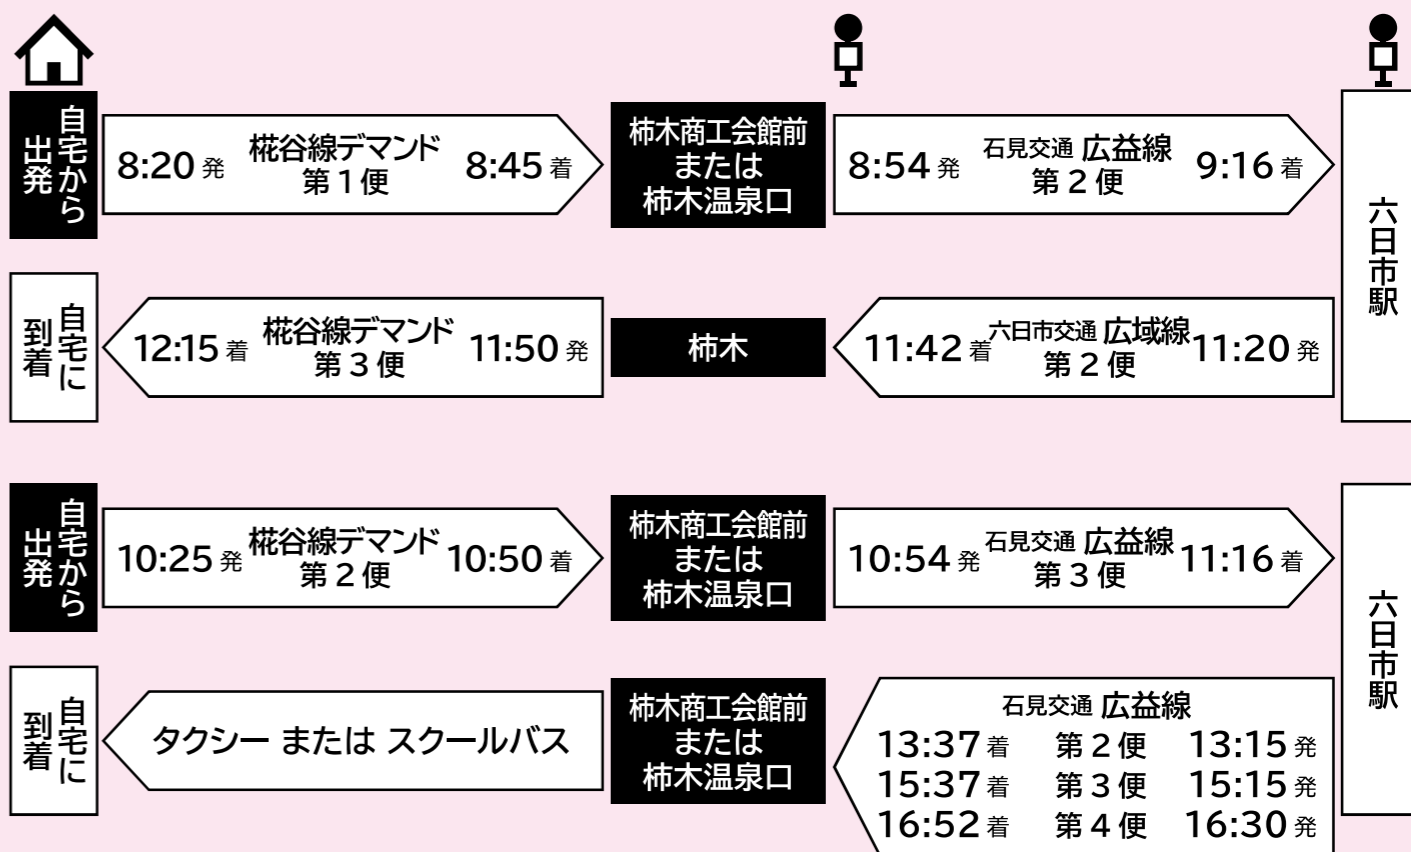 自宅から出発
8:20 発 椛谷線デマンド 第1便 8:45 着
柿木商工会館前
または
柿木温泉口
8:54 発 石見交通 広益線 第2便 9:16 着
六日市駅
自宅に到着
12:15 着 椛谷線デマンド 第3便 11:50 発
柿木
11:42 着 六日市交通 広域線 第2便 11:20 発
自宅から出発
10:25 発 椛谷線デマンド 第2便 10:50 着
柿木商工会館前
または
柿木温泉口
10:54 発 石見交通 広益線 第3便 11:16 着
六日市駅
自宅に到着
タクシー または スクールバス
柿木商工会館前
または
柿木温泉口
石見交通 広益線
13:37 着 第2便 13:15 発
15:37 着 第3便 15:15 発
16:52 着 第4便 16:30 発